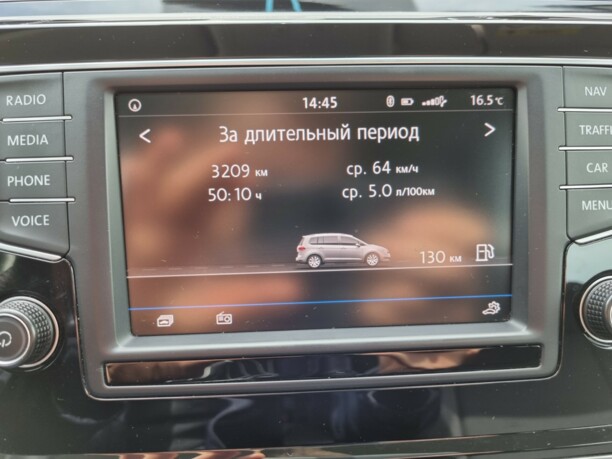 RADIO
MEDIA
PHONE
VOICE
14:45
16.5°C
За длительный период
3209 км
ср. 64 км/ч
50:10 ч
ср. 5.0 л/100км
130 км
NAV
TRAFFI
CAR
MENU